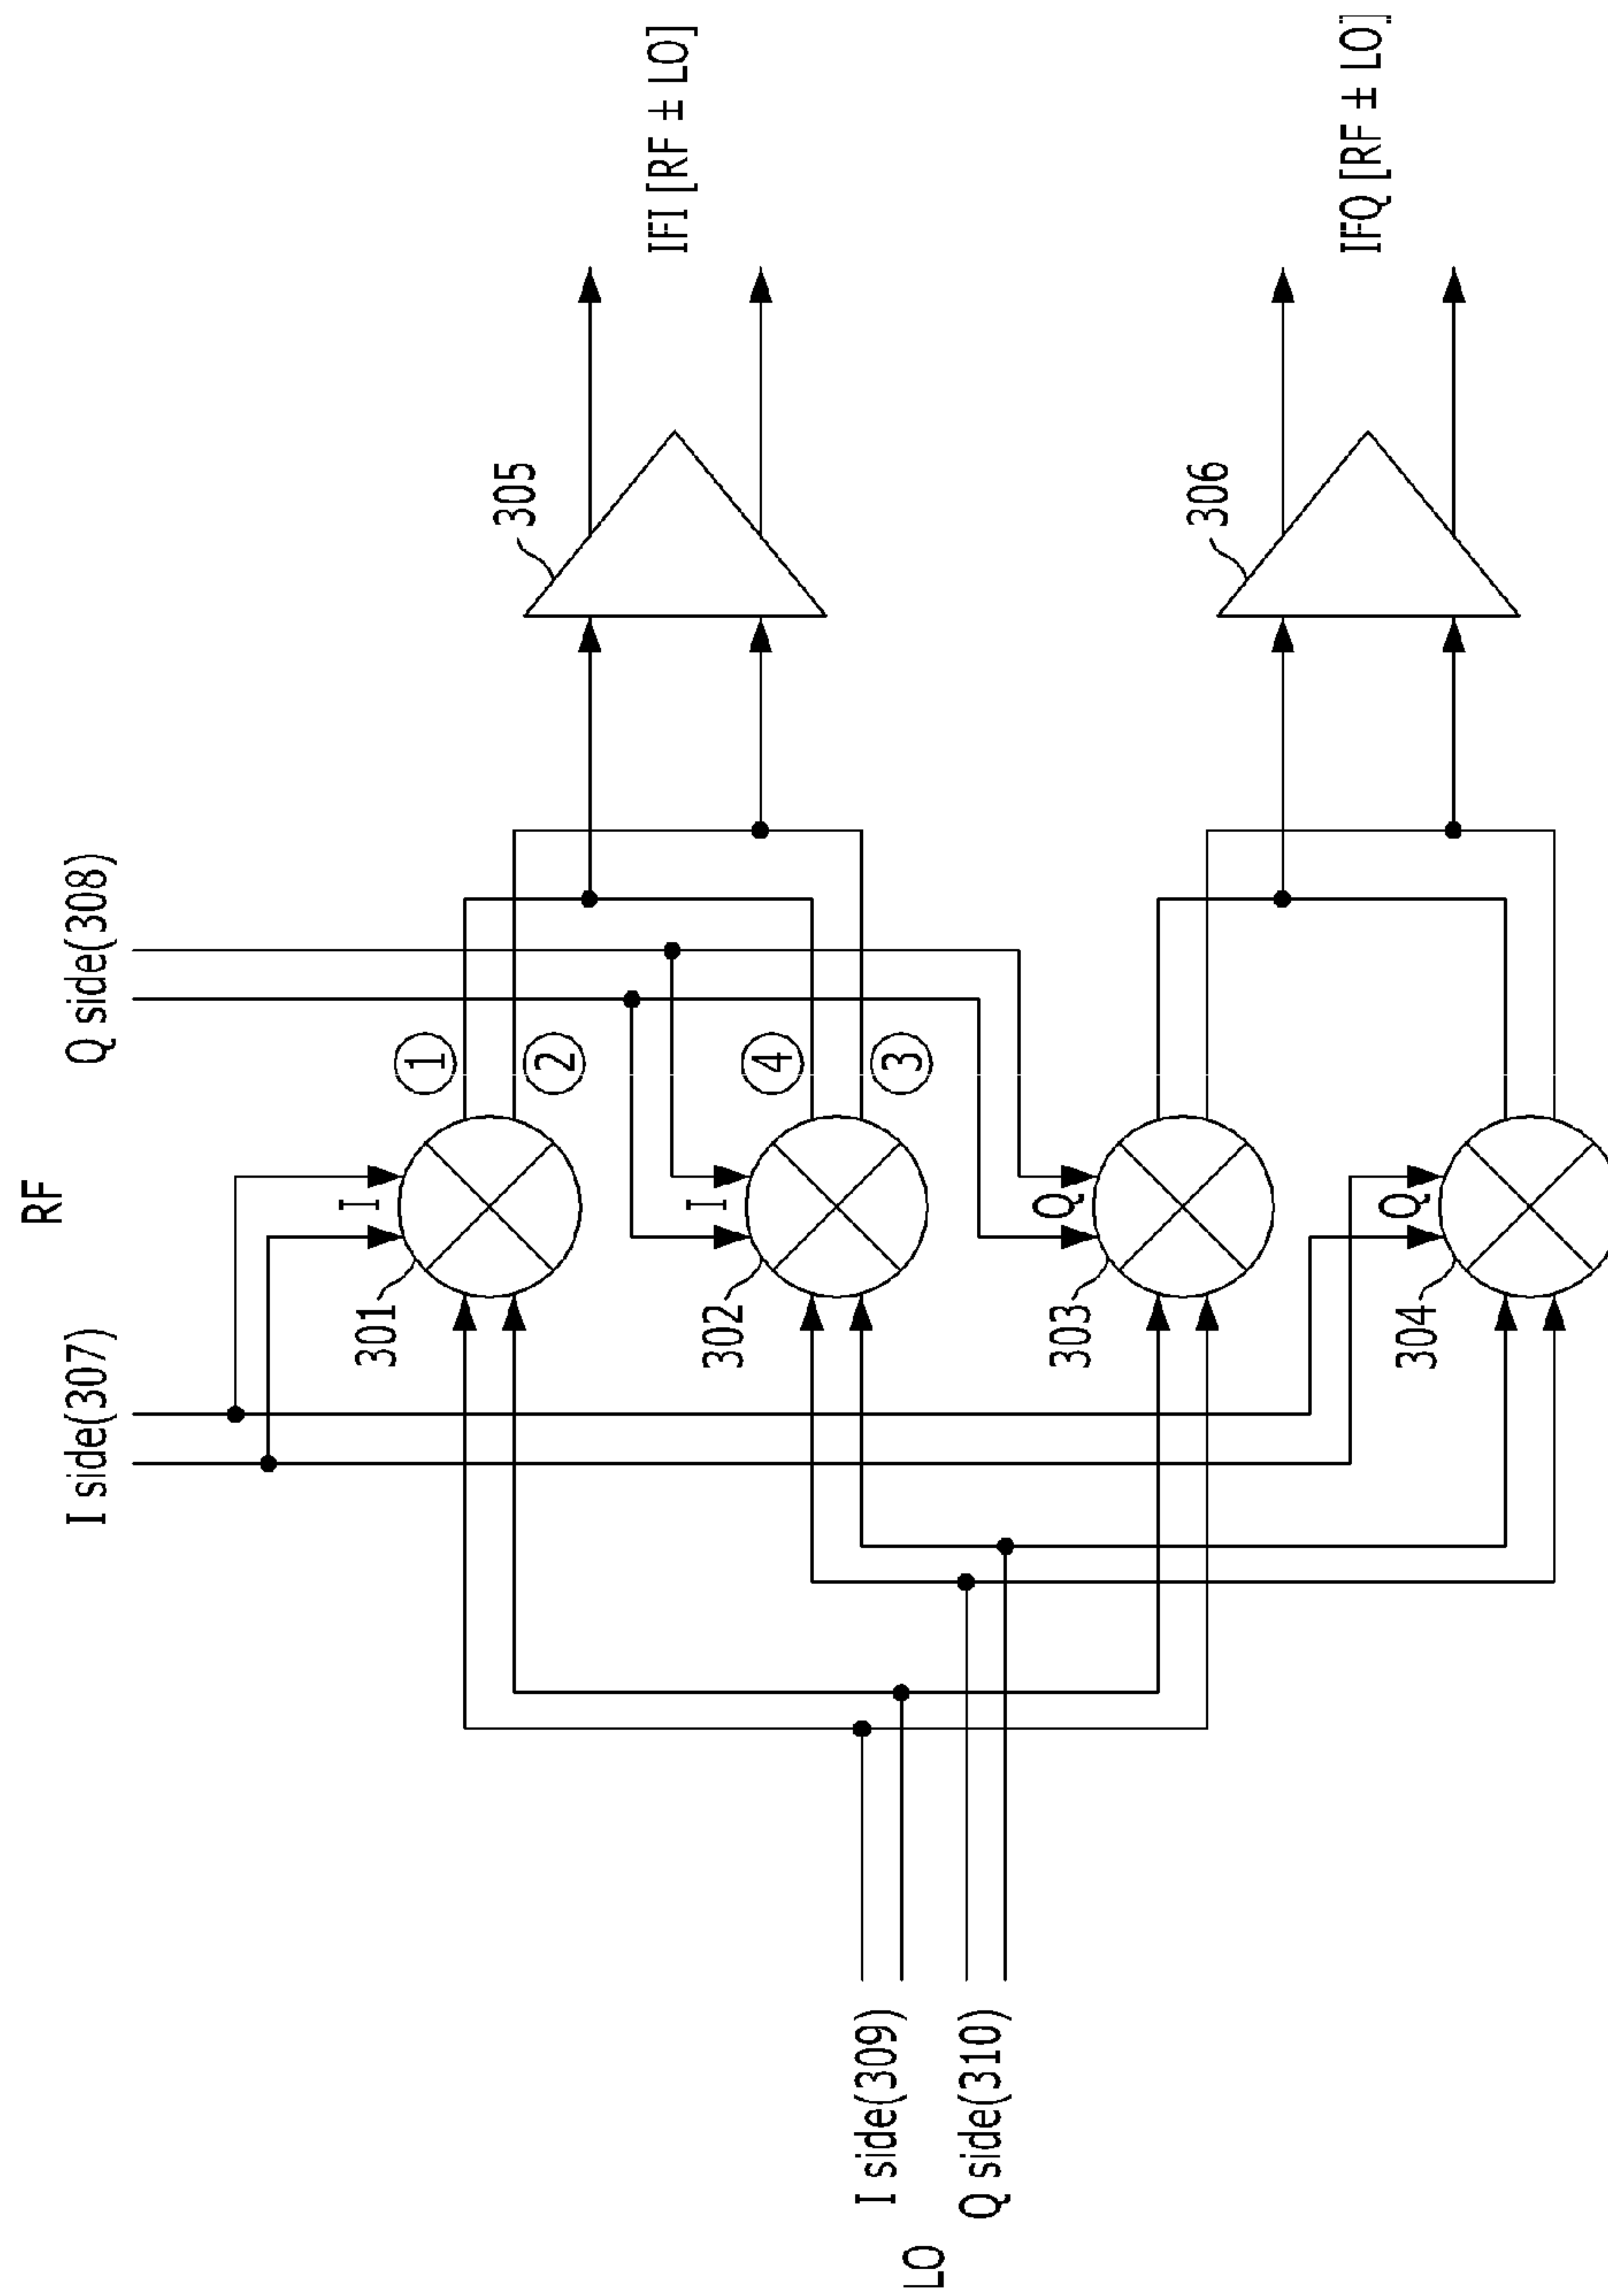 RF
I side(307)
Q side(308)
301
I
①
②
305
IFI [RF ± LO]
302
I
④
③
303
Q
306
IFQ [RF ± LO]
304
Q
I side(309)
LO
Q side(310)